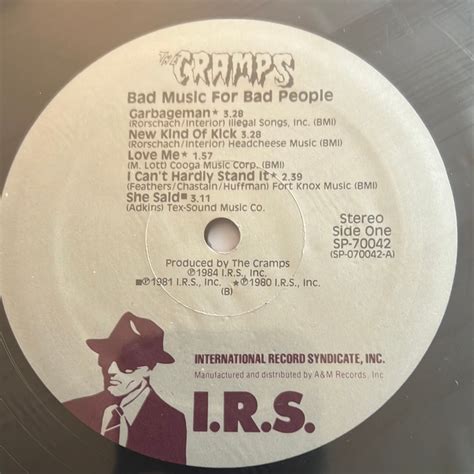 THE CRAMPS
Bad Music For Bad People
Garbageman★ 3.28
(Rorschach/Interior) Illegal Songs, Inc. (BMI)
New Kind Of Kick 3.28
(Rorschach/Interior) Headcheese Music (BMI)
Love Me★ 1.57
(M. Lott) Cooga Music Corp. (BMI)
I Can't Hardly Stand It★ 2.39
(Feathers/Chastain/Huffman) Fort Knox Music (BMI)
She Said■ 3.11
(Adkins) Tex-Sound Music Co.
Stereo
Side One
SP-70042
(SP-070042-A)
Produced by The Cramps
℗1984 I.R.S., Inc.
■℗1981 I.R.S., Inc. ★℗1980 I.R.S., Inc.
(B)
INTERNATIONAL RECORD SYNDICATE, INC.
Manufactured and distributed by A&M Records, Inc
I.R.S.